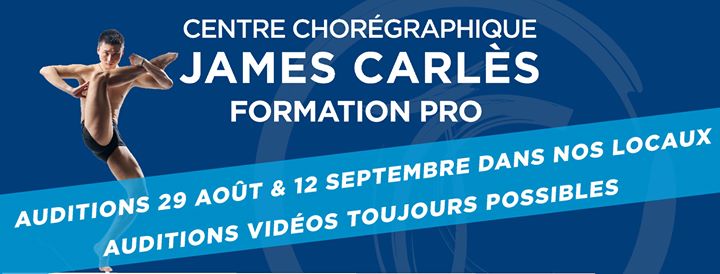 CENTRE CHORÉGRAPHIQUE
JAMES CARLÈS
FORMATION PRO
AUDITIONS 29 AOÛT & 12 SEPTEMBRE DANS NOS LOCAUX
AUDITIONS VIDÉOS TOUJOURS POSSIBLES